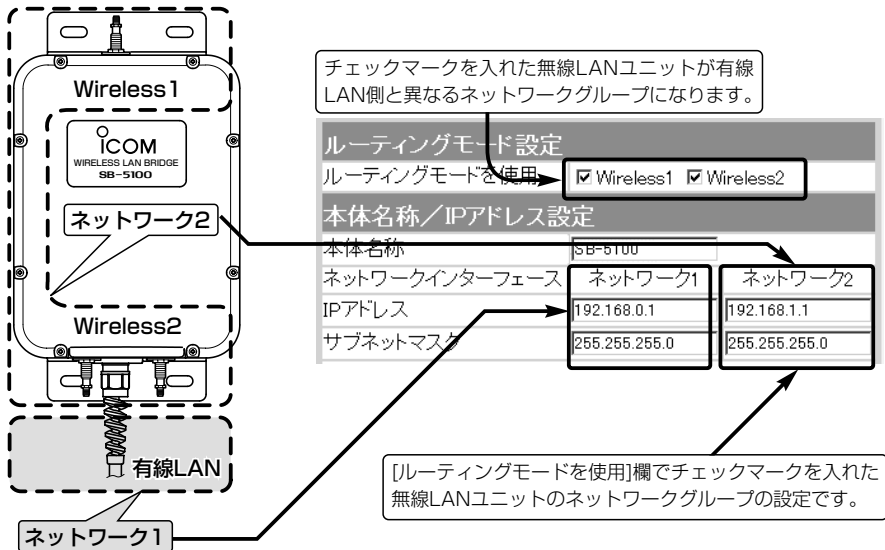 Wireless1
ICOM
WIRELESS LAN BRIDGE
SB-5100
ネットワーク2
Wireless2
有線LAN
ネットワーク1
チェックマークを入れた無線LANユニットが有線
LAN側と異なるネットワークグループになります。
ルーティングモード設定
ルーティングモードを使用 Wireless1 Wireless2
本体名称／IPアドレス設定
本体名称 SB-5100
ネットワークインターフェース ネットワーク1 ネットワーク2
IPアドレス 192.168.0.1 192.168.1.1
サブネットマスク 255.255.255.0 255.255.255.0
[ルーティングモードを使用]欄でチェックマークを入れた
無線LANユニットのネットワークグループの設定です。